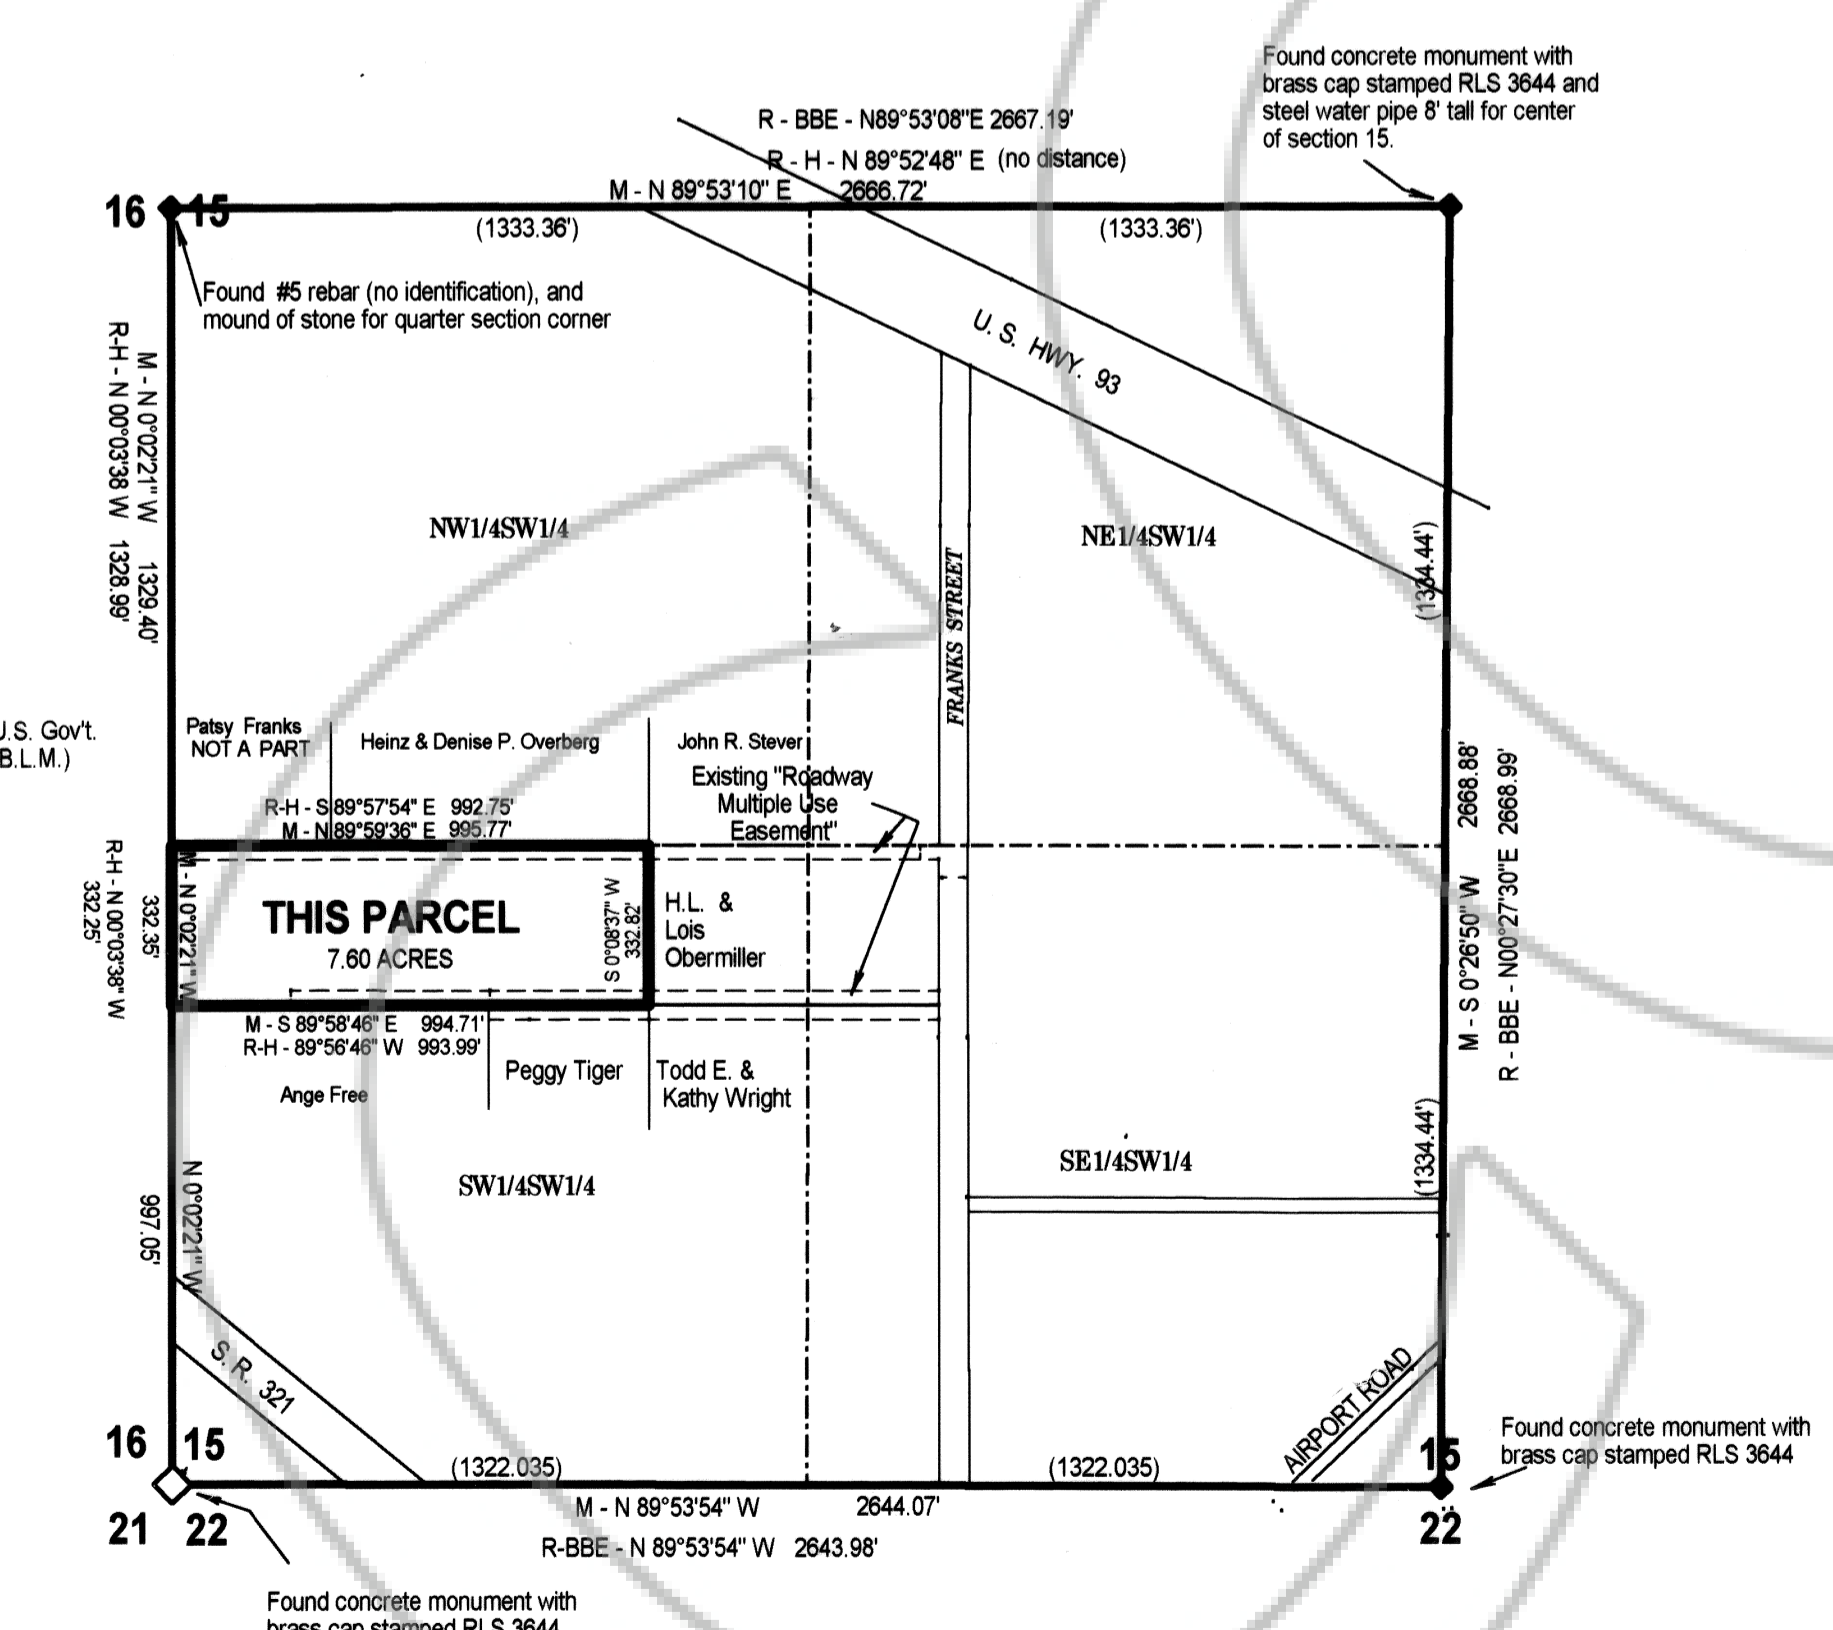 Found concrete monument with
brass cap stamped RLS 3644 and
steel water pipe 8' tall for center
of section 15.
R - BBE - N89°53'08"E 2667.19'
R - H - N 89°52'48" E (no distance)
M - N 89°53'10" E 2666.72'
16 15
(1333.36') (1333.36')
Found #5 rebar (no identification), and
mound of stone for quarter section corner
U. S. HWY. 93
M - N 0°02'21" W 1329.40'
R-H - N 00°03'38 W 1328.99'
NW1/4SW1/4
NE1/4SW1/4
(1334.44')
FRANKS STREET
Gov't.
B.L.M.)
Patsy Franks
NOT A PART
Heinz & Denise P. Overberg
John R. Stever
Existing "Roadway
Multiple Use
Easement"
R-H - S 89°57'54" E 992.75'
M - N 89°59'36" E 995.77'
M - S 0°26'50" W 2668.88'
R - BBE - N00°27'30"E 2668.99'
M - N 0°02'21" W
332.35'
R-H - N 00°03'38" W
332.25'
THIS PARCEL
7.60 ACRES
S 0°08'37" W
332.82'
H.L. &
Lois
Obermiller
M - S 89°58'46" E 994.71'
R-H - 89°56'46" W 993.99'
Ange Free
Peggy Tiger
Todd E. &
Kathy Wright
SW1/4SW1/4
SE1/4SW1/4
(1334.44')
N 0°02'21" W
997.05'
S. R. 321
AIRPORT ROAD
16 15
15
(1322.035) (1322.035)
21 22
22
M - N 89°53'54" W 2644.07'
R-BBE - N 89°53'54" W 2643.98'
Found concrete monument with
brass cap stamped RLS 3644
Found concrete monument with
brass cap stamped RLS 3644